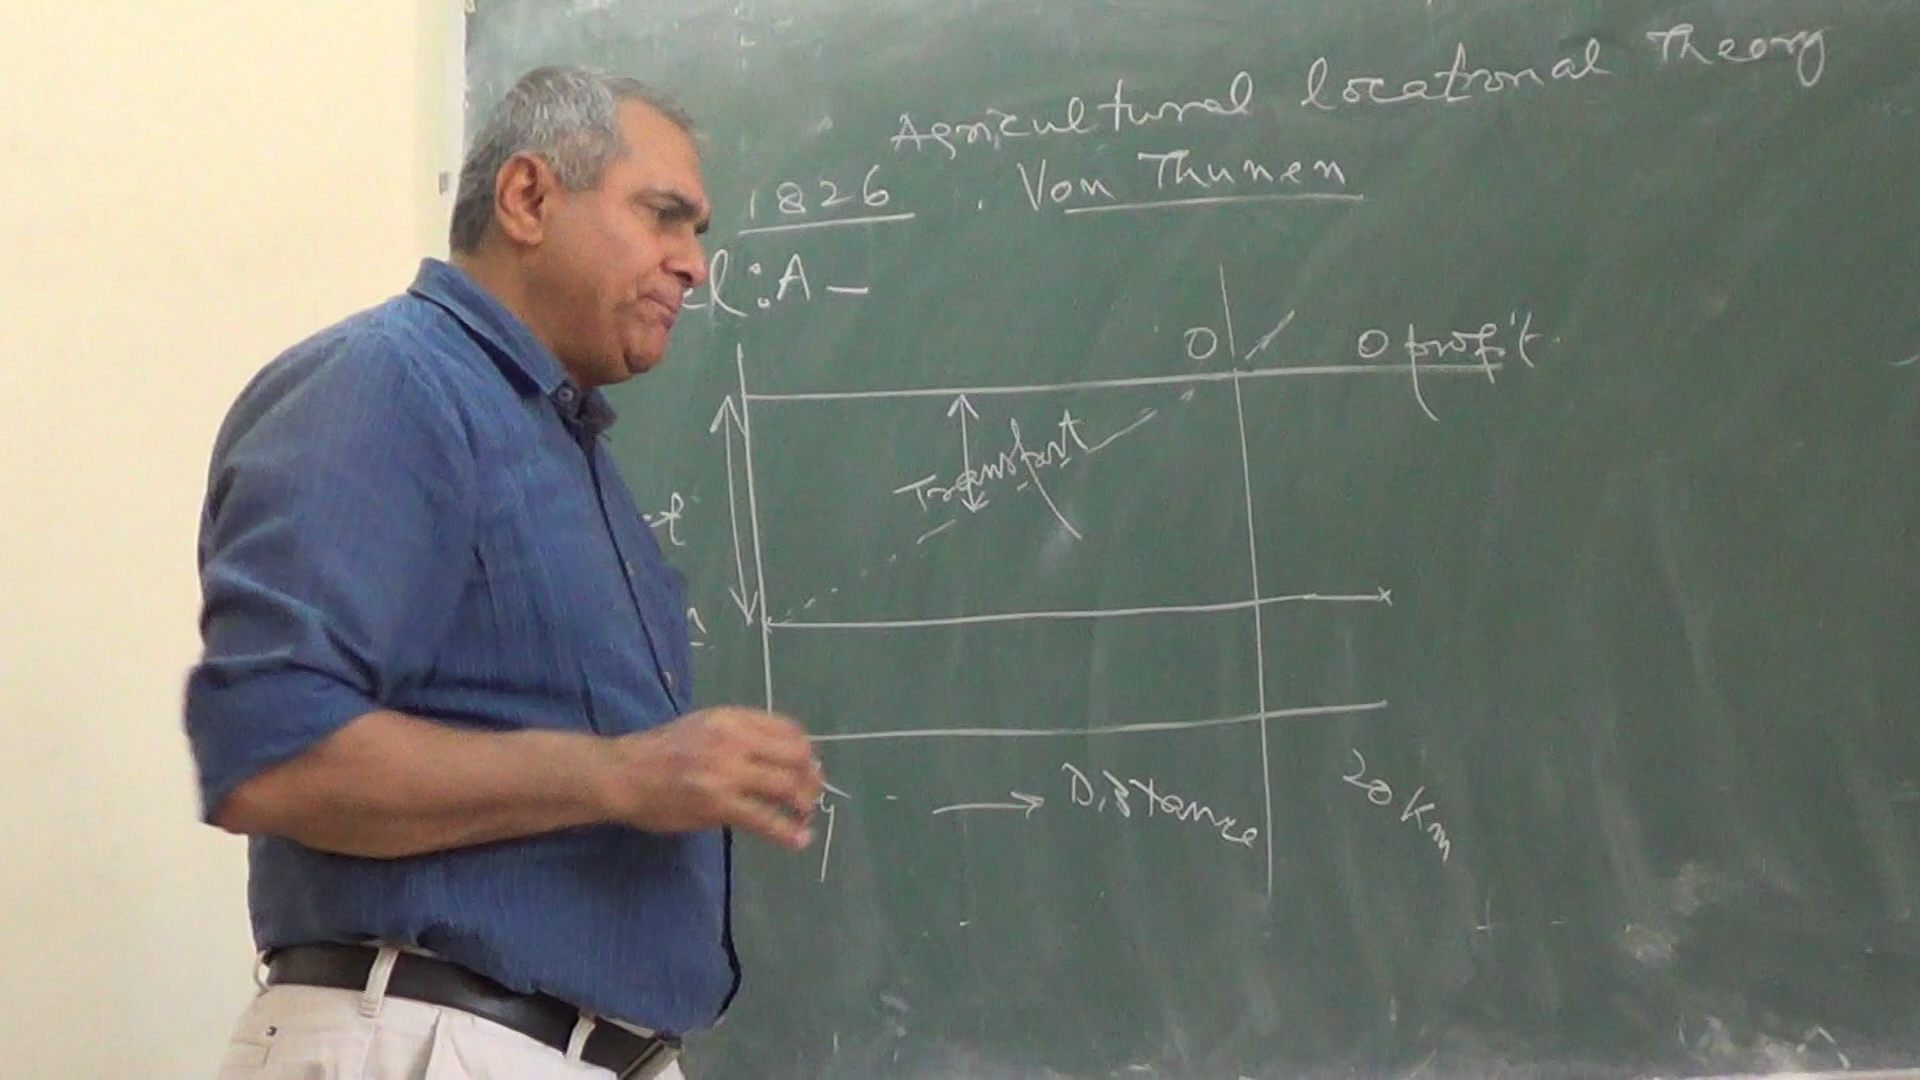 Agricultural locational Theory
1826 . Von Thunen
el : A -
0 0 profit
Transport
y - → Distance 20 km